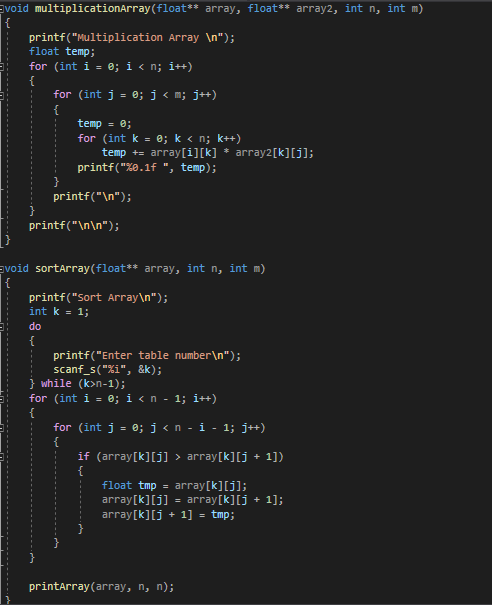 void multiplicationArray(float** array, float** array2, int n, int m)
{
printf("Multiplication Array \n");
float temp;
for (int i = 0; i < n; i++)
{
for (int j = 0; j < m; j++)
{
temp = 0;
for (int k = 0; k < n; k++)
temp += array[i][k] * array2[k][j];
printf("%0.1f ", temp);
}
printf("\n");
}
printf("\n\n");
}
void sortArray(float** array, int n, int m)
{
printf("Sort Array\n");
int k = 1;
do
{
printf("Enter table number\n");
scanf_s("%i", &k);
} while (k>n-1);
for (int i = 0; i < n - 1; i++)
{
for (int j = 0; j < n - i - 1; j++)
{
if (array[k][j] > array[k][j + 1])
{
float tmp = array[k][j];
array[k][j] = array[k][j + 1];
array[k][j + 1] = tmp;
}
}
}
printArray(array, n, n);
}